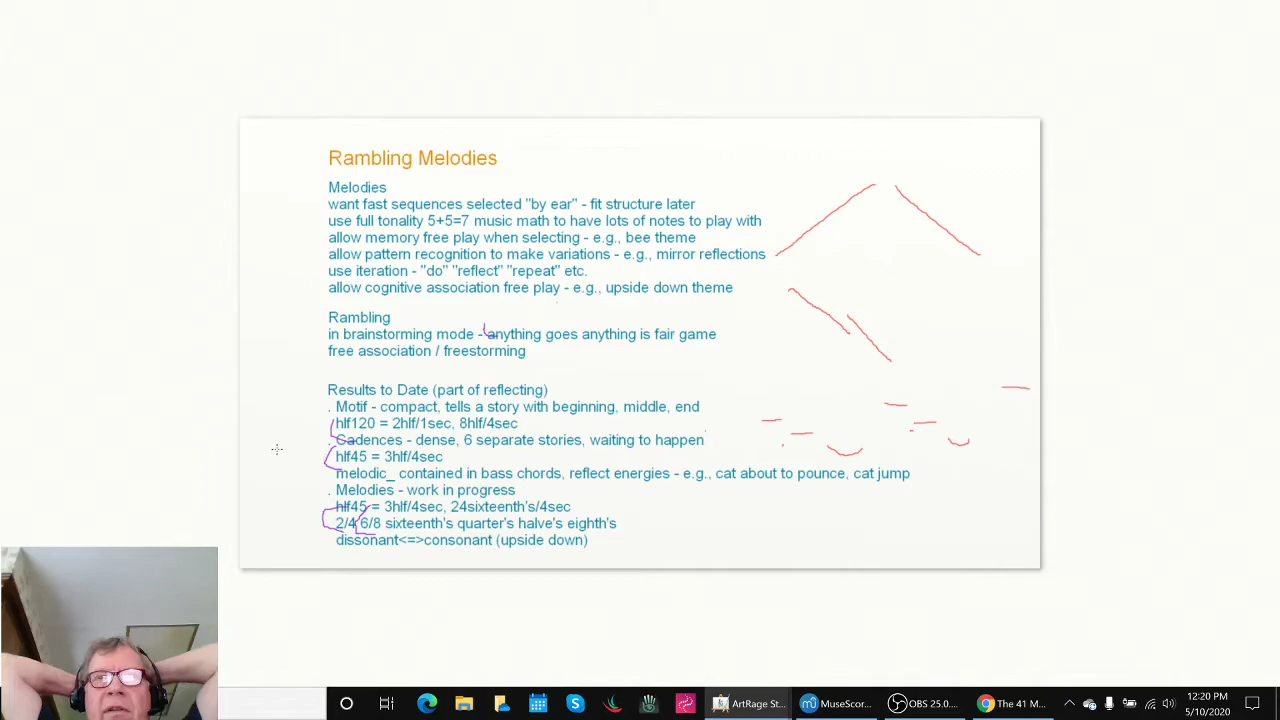 Rambling Melodies
Melodies
want fast sequences selected "by ear" - fit structure later
use full tonality 5+5=7 music math to have lots of notes to play with
allow memory free play when selecting - e.g., bee theme
allow pattern recognition to make variations - e.g., mirror reflections
use iteration - "do" "reflect" "repeat" etc.
allow cognitive association free play - e.g., upside down theme
Rambling
in brainstorming mode - anything goes anything is fair game
free association / freestorming
Results to Date (part of reflecting)
. Motif - compact, tells a story with beginning, middle, end
hlf120 = 2hlf/1sec, 8hlf/4sec
. Cadences - dense, 6 separate stories, waiting to happen
hlf45 = 3hlf/4sec
melodic_ contained in bass chords, reflect energies - e.g., cat about to pounce, cat jump
. Melodies - work in progress
hlf45 = 3hlf/4sec, 24sixteenth's/4sec
2/4 6/8 sixteenth's quarter's halve's eighth's
dissonant<=>consonant (upside down)
ArtRage St...
MuseScor...
OBS 25.0....
The 41 M...
12:20 PM
5/10/2020